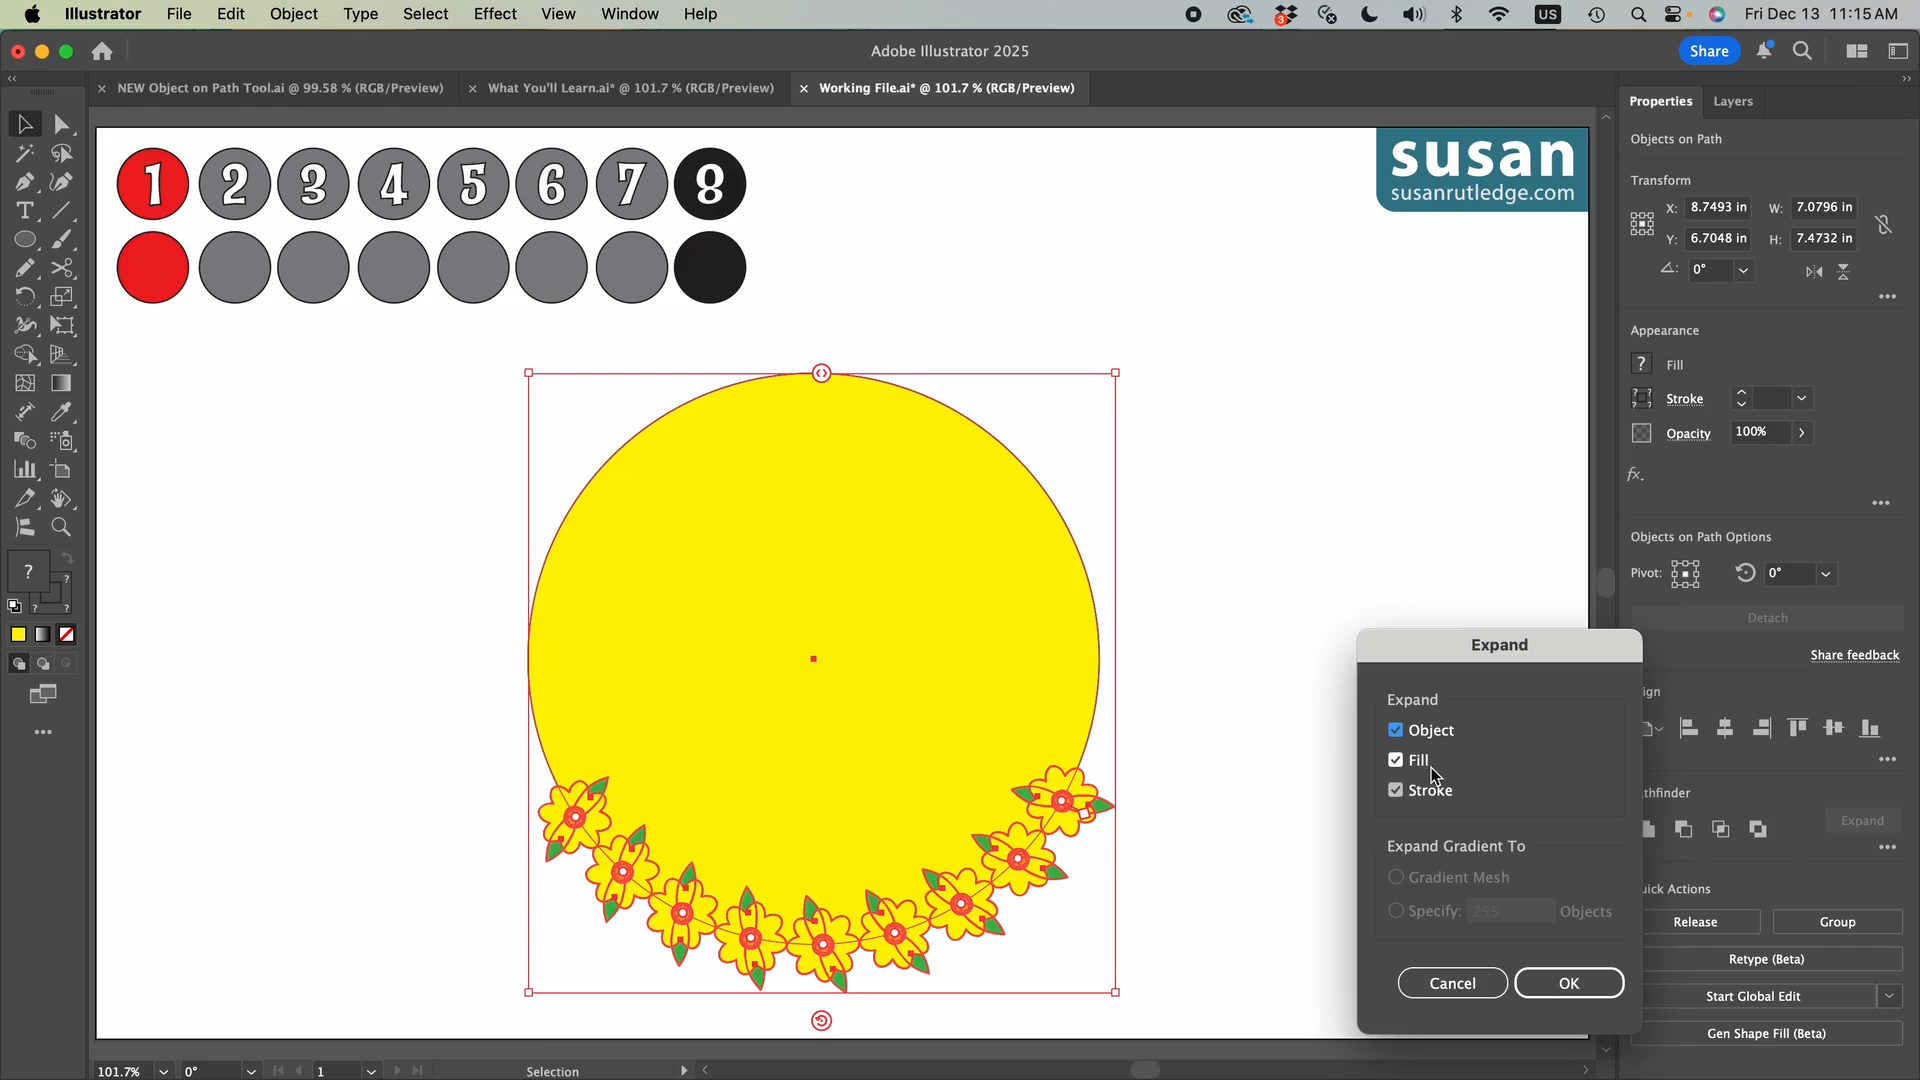 Illustrator File Edit Object Type Select Effect View Window Help
3 US Fri Dec 13 11:15 AM
Adobe Illustrator 2025
Share
NEW Object on Path Tool.ai @ 99.58 % (RGB/Preview) What You'll Learn.ai* @ 101.7 % (RGB/Preview) Working File.ai* @ 101.7 % (RGB/Preview)
Properties Layers
1 2 3 4 5 6 7 8
susan
susanrutledge.com
Objects on Path
Transform
X: 8.7493 in W: 7.0796 in
Y: 6.7048 in H: 7.4732 in
0°
Appearance
? Fill
Stroke
Opacity 100%
fx.
Objects on Path Options
Pivot: 0°
Detach
Share feedback
Expand
Expand
Object
Fill
Stroke
Expand Gradient To
Gradient Mesh
Specify: 255 Objects
Cancel OK
ign
thfinder
Expand
uick Actions
Release Group
Retype (Beta)
Start Global Edit
Gen Shape Fill (Beta)
101.7% 0° 1 Selection